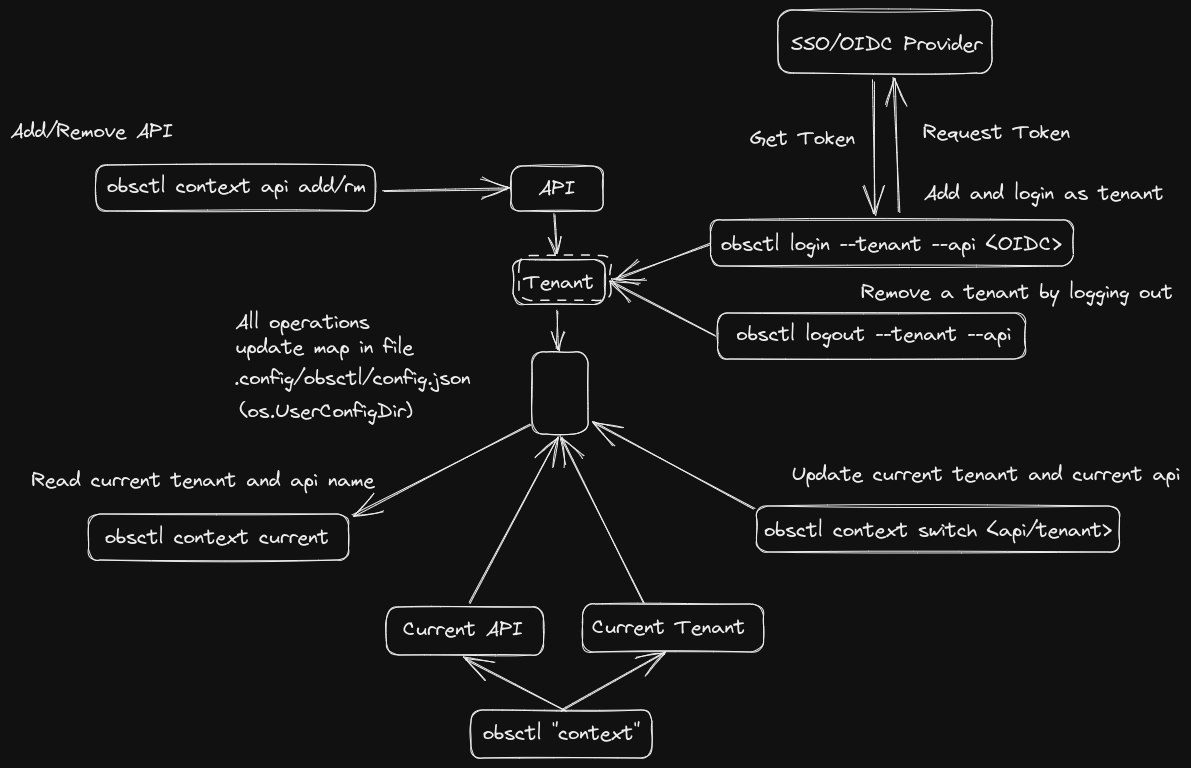 SSO/OIDC Provider
Add/Remove API
Get Token
Request Token
obsctl context api add/rm
API
Add and login as tenant
obsctl login --tenant --api <OIDC>
Tenant
Remove a tenant by logging out
obsctl logout --tenant --api
All operations
update map in file
.config/obsctl/config.json
(os.UserConfigDir)
Read current tenant and api name
Update current tenant and current api
obsctl context current
obsctl context switch <api/tenant>
Current API
Current Tenant
obsctl "context"